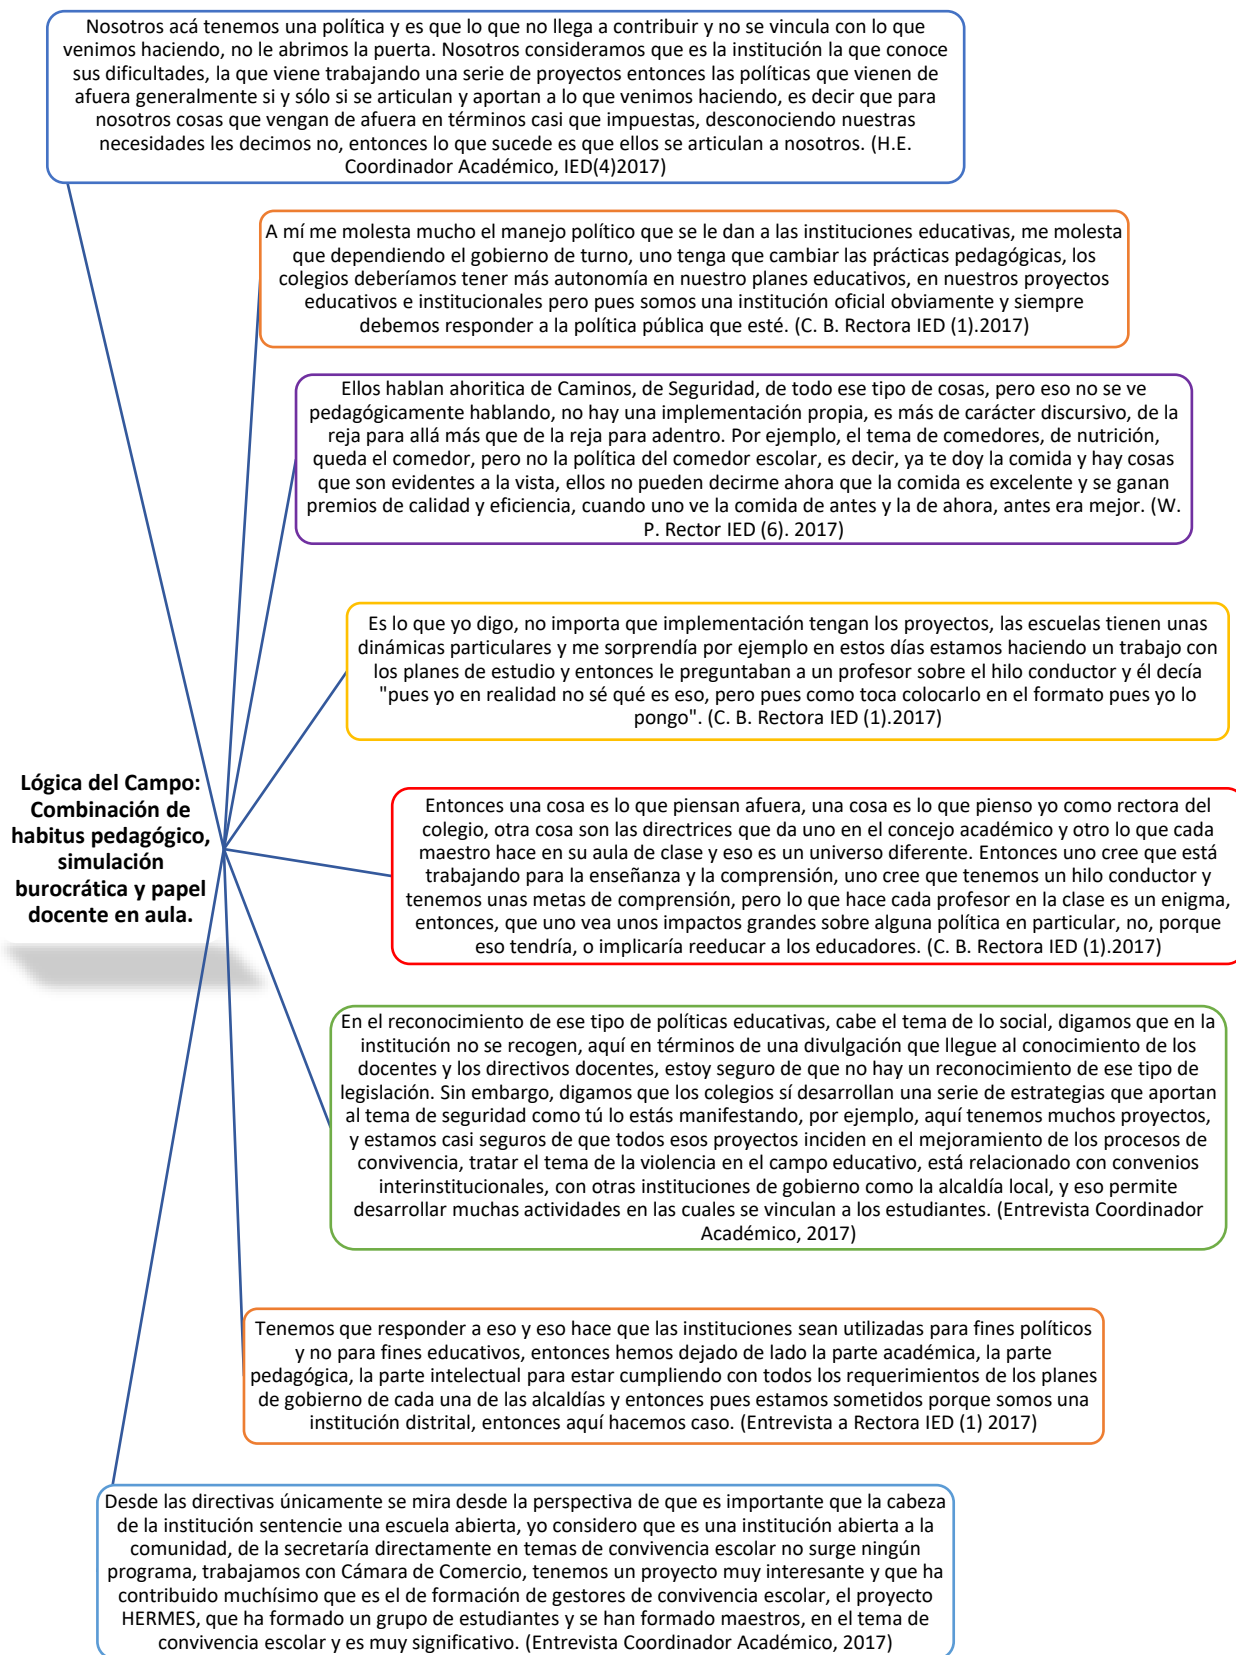 Nosotros acá tenemos una política y es que lo que no llega a contribuir y no se vincula con lo que
venimos haciendo, no le abrimos la puerta. Nosotros consideramos que es la institución la que conoce
sus dificultades, la que viene trabajando una serie de proyectos entonces las políticas que vienen de
afuera generalmente si y sólo si se articulan y aportan a lo que venimos haciendo, es decir que para
nosotros cosas que vengan de afuera en términos casi que impuestas, desconociendo nuestras
necesidades les decimos no, entonces lo que sucede es que ellos se articulan a nosotros. (H.E.
Coordinador Académico, IED(4)2017)
A mí me molesta mucho el manejo político que se le dan a las instituciones educativas, me molesta
que dependiendo el gobierno de turno, uno tenga que cambiar las prácticas pedagógicas, los
colegios deberíamos tener más autonomía en nuestro planes educativos, en nuestros proyectos
educativos e institucionales pero pues somos una institución oficial obviamente y siempre
debemos responder a la política pública que esté. (C. B. Rectora IED (1).2017)
Ellos hablan ahoritica de Caminos, de Seguridad, de todo ese tipo de cosas, pero eso no se ve
pedagógicamente hablando, no hay una implementación propia, es más de carácter discursivo, de la
reja para allá más que de la reja para adentro. Por ejemplo, el tema de comedores, de nutrición,
queda el comedor, pero no la política del comedor escolar, es decir, ya te doy la comida y hay cosas
que son evidentes a la vista, ellos no pueden decirme ahora que la comida es excelente y se ganan
premios de calidad y eficiencia, cuando uno ve la comida de antes y la de ahora, antes era mejor. (W.
P. Rector IED (6). 2017)
Es lo que yo digo, no importa que implementación tengan los proyectos, las escuelas tienen unas
dinámicas particulares y me sorprendía por ejemplo en estos días estamos haciendo un trabajo con
los planes de estudio y entonces le preguntaban a un profesor sobre el hilo conductor y él decía
"pues yo en realidad no sé qué es eso, pero pues como toca colocarlo en el formato pues yo lo
pongo". (C. B. Rectora IED (1).2017)
Lógica del Campo:
Combinación de
habitus pedagógico,
simulación
burocrática y papel
docente en aula.
Entonces una cosa es lo que piensan afuera, una cosa es lo que pienso yo como rectora del
colegio, otra cosa son las directrices que da uno en el concejo académico y otro lo que cada
maestro hace en su aula de clase y eso es un universo diferente. Entonces uno cree que está
trabajando para la enseñanza y la comprensión, uno cree que tenemos un hilo conductor y
tenemos unas metas de comprensión, pero lo que hace cada profesor en la clase es un enigma,
entonces, que uno vea unos impactos grandes sobre alguna política en particular, no, porque
eso tendría, o implicaría reeducar a los educadores. (C. B. Rectora IED (1).2017)
En el reconocimiento de ese tipo de políticas educativas, cabe el tema de lo social, digamos que en la
institución no se recogen, aquí en términos de una divulgación que llegue al conocimiento de los
docentes y los directivos docentes, estoy seguro de que no hay un reconocimiento de ese tipo de
legislación. Sin embargo, digamos que los colegios sí desarrollan una serie de estrategias que aportan
al tema de seguridad como tú lo estás manifestando, por ejemplo, aquí tenemos muchos proyectos,
y estamos casi seguros de que todos esos proyectos inciden en el mejoramiento de los procesos de
convivencia, tratar el tema de la violencia en el campo educativo, está relacionado con convenios
interinstitucionales, con otras instituciones de gobierno como la alcaldía local, y eso permite
desarrollar muchas actividades en las cuales se vinculan a los estudiantes. (Entrevista Coordinador
Académico, 2017)
Tenemos que responder a eso y eso hace que las instituciones sean utilizadas para fines políticos
y no para fines educativos, entonces hemos dejado de lado la parte académica, la parte
pedagógica, la parte intelectual para estar cumpliendo con todos los requerimientos de los planes
de gobierno de cada una de las alcaldías y entonces pues estamos sometidos porque somos una
institución distrital, entonces aquí hacemos caso. (Entrevista a Rectora IED (1) 2017)
Desde las directivas únicamente se mira desde la perspectiva de que es importante que la cabeza
de la institución sentencie una escuela abierta, yo considero que es una institución abierta a la
comunidad, de la secretaría directamente en temas de convivencia escolar no surge ningún
programa, trabajamos con Cámara de Comercio, tenemos un proyecto muy interesante y que ha
contribuido muchísimo que es el de formación de gestores de convivencia escolar, el proyecto
HERMES, que ha formado un grupo de estudiantes y se han formado maestros, en el tema de
convivencia escolar y es muy significativo. (Entrevista Coordinador Académico, 2017)